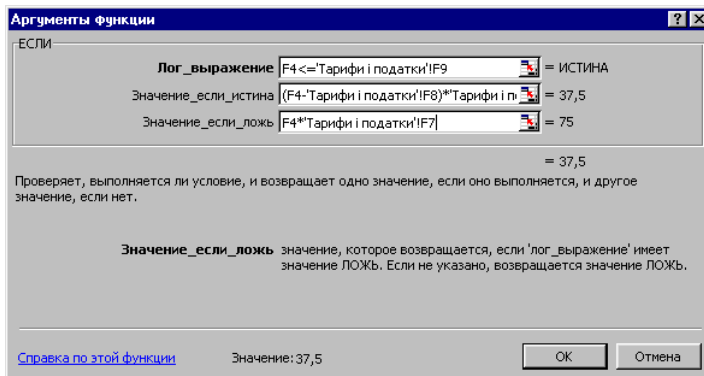 Аргументы функции
ЕСЛИ
Лог_выражение F4<='Тарифи і податки'!F9 = ИСТИНА
Значение_если_истина (F4-'Тарифи і податки'!F8)*'Тарифи і по = 37,5
Значение_если_ложь F4*'Тарифи і податки'!F7 = 75
= 37,5
Проверяет, выполняется ли условие, и возвращает одно значение, если оно выполняется, и другое
значение, если нет.
Значение_если_ложь значение, которое возвращается, если 'лог_выражение' имеет
значение ЛОЖЬ. Если не указано, возвращается значение ЛОЖЬ.
Справка по этой функции Значение: 37,5 OK Отмена